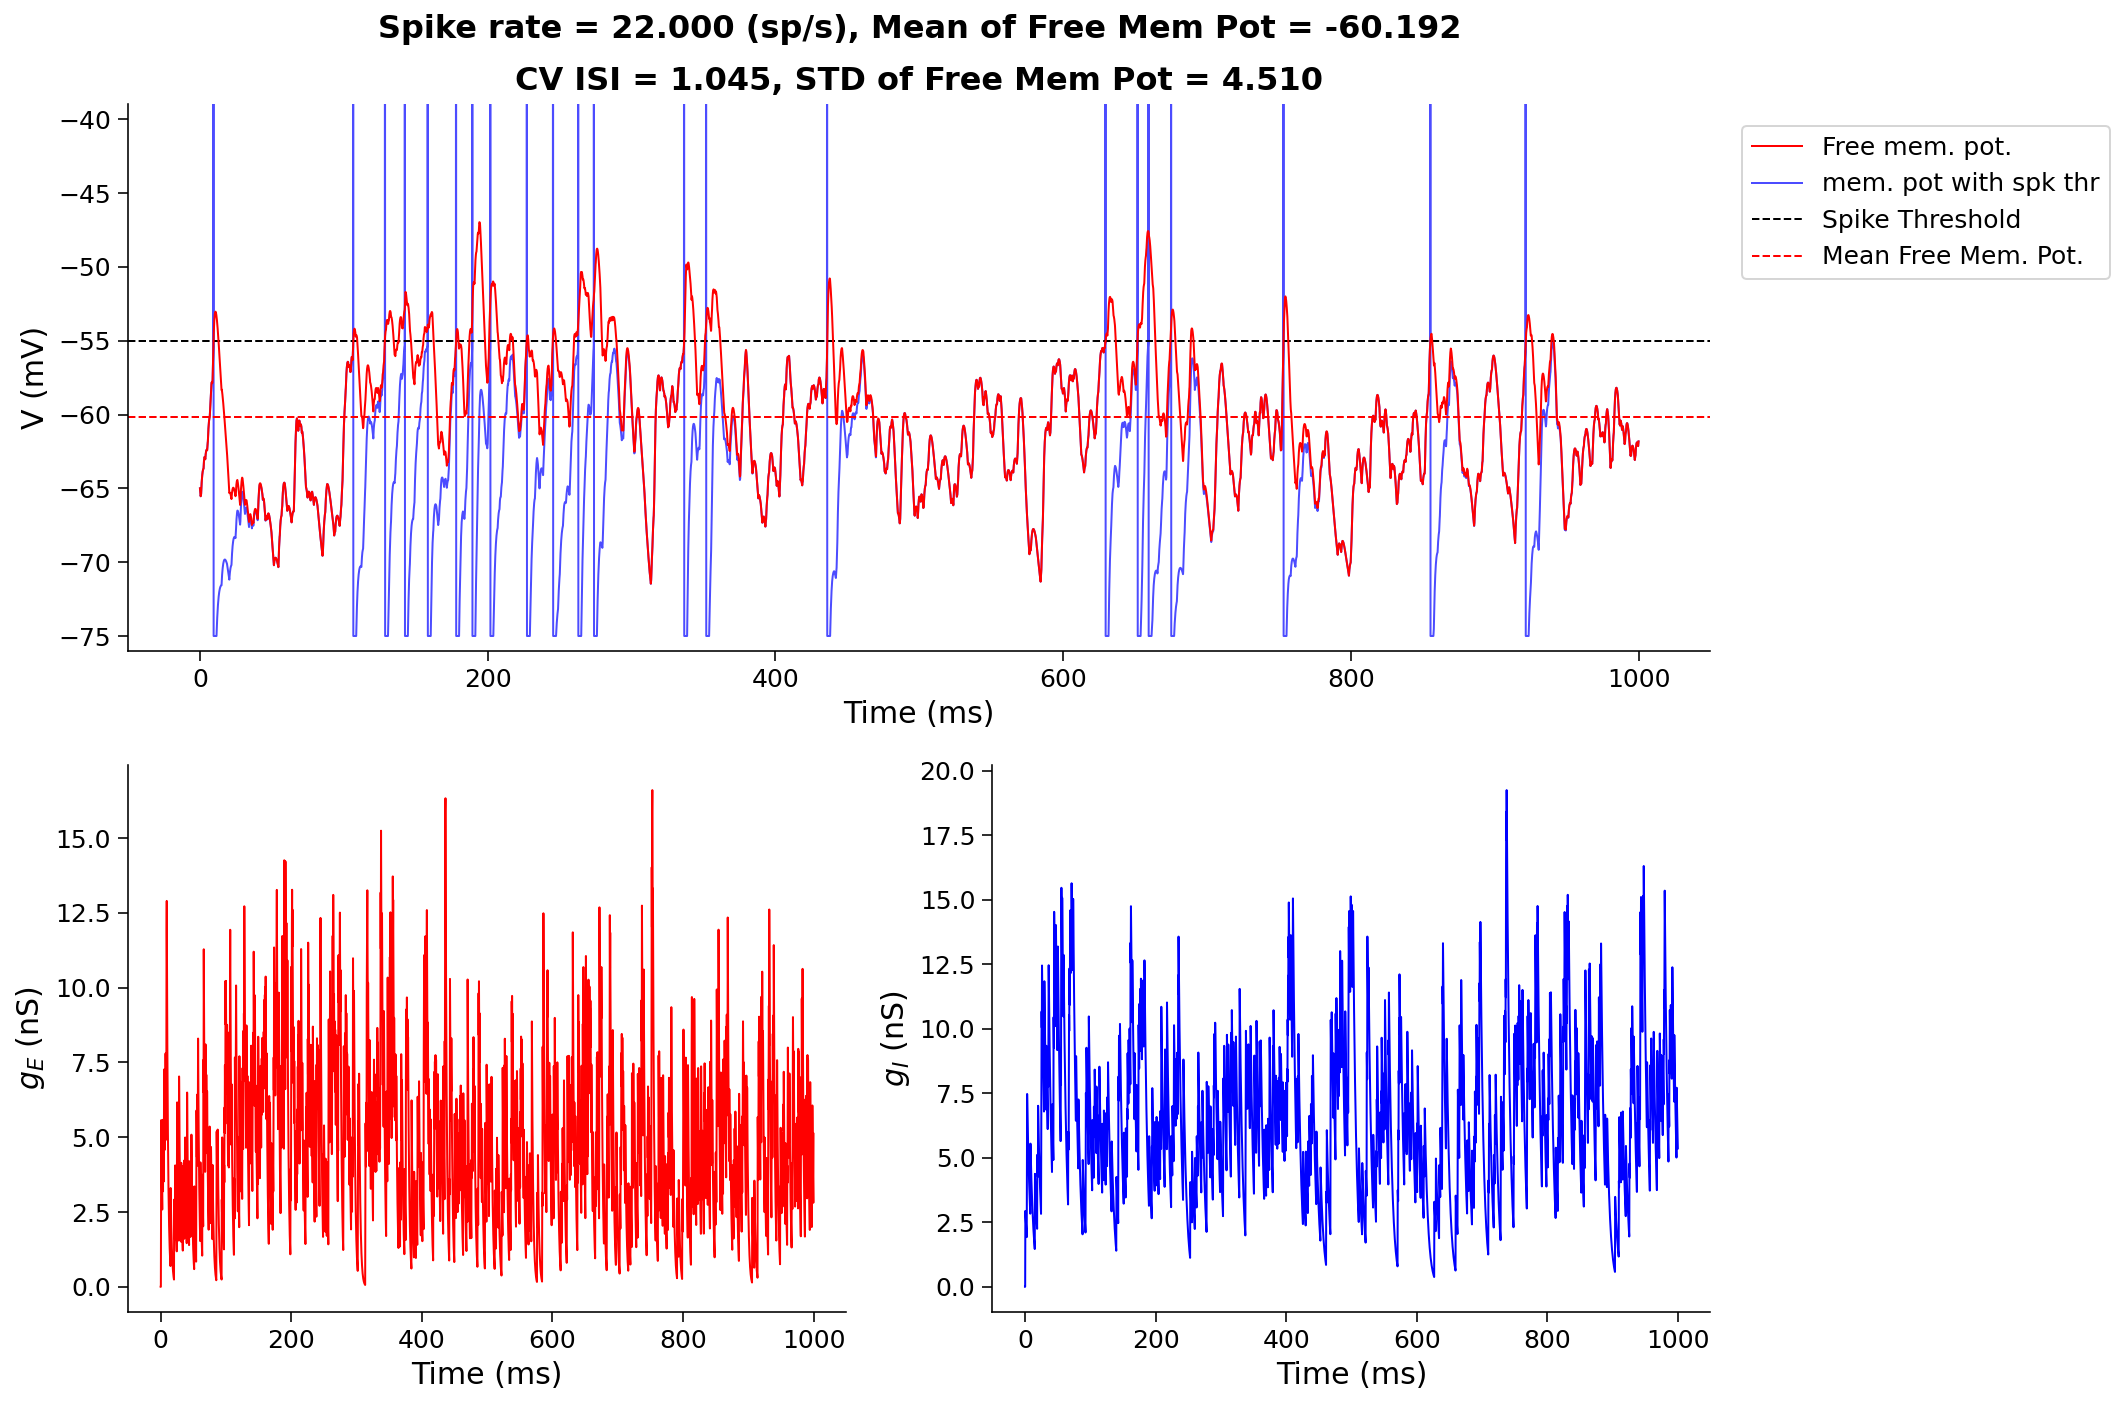 Spike rate = 22.000 (sp/s), Mean of Free Mem Pot = -60.192
CV ISI = 1.045, STD of Free Mem Pot = 4.510
Free mem. pot.
mem. pot with spk thr
Spike Threshold
Mean Free Mem. Pot.
V (mV)
−40
−45
−50
−55
−60
−65
−70
−75
0 200 400 600 800 1000
Time (ms)
g_E (nS)
15.0
12.5
10.0
7.5
5.0
2.5
0.0
0 200 400 600 800 1000
Time (ms)
g_I (nS)
20.0
17.5
15.0
12.5
10.0
7.5
5.0
2.5
0.0
0 200 400 600 800 1000
Time (ms)